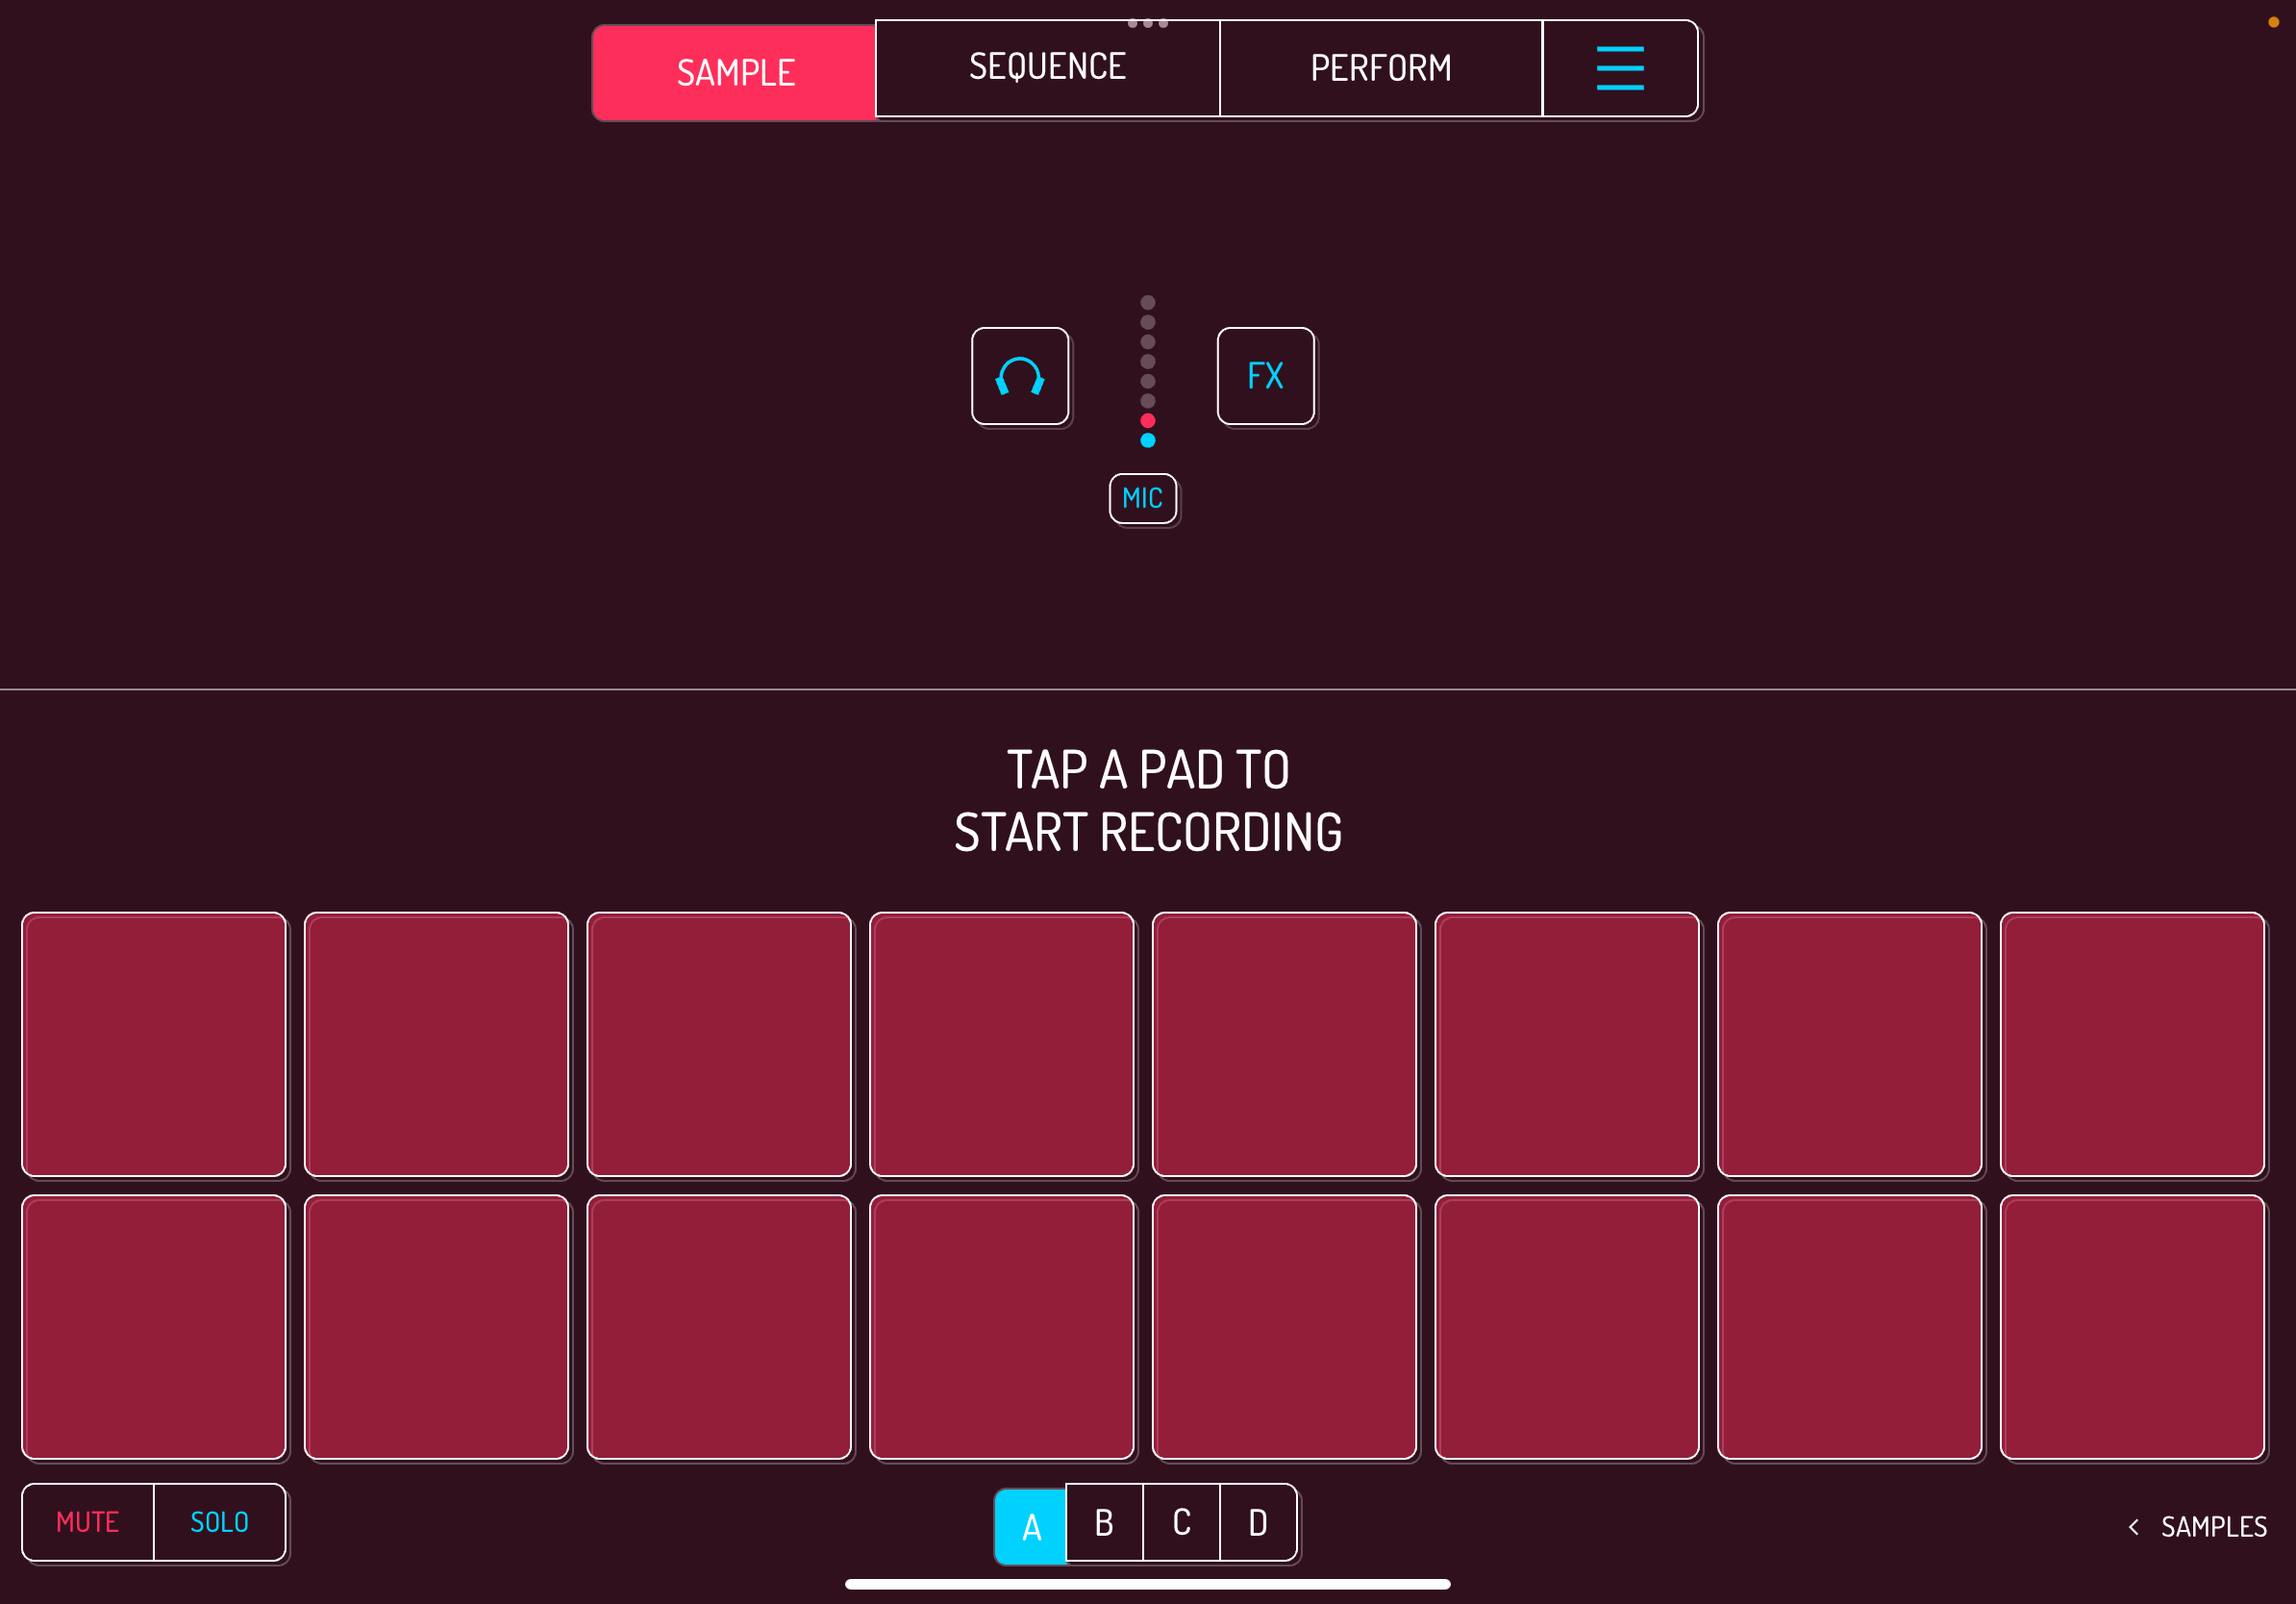 SAMPLE
SEQUENCE
PERFORM
FX
MIC
TAP A PAD TO
START RECORDING
MUTE
SOLO
A
B
C
D
SAMPLES